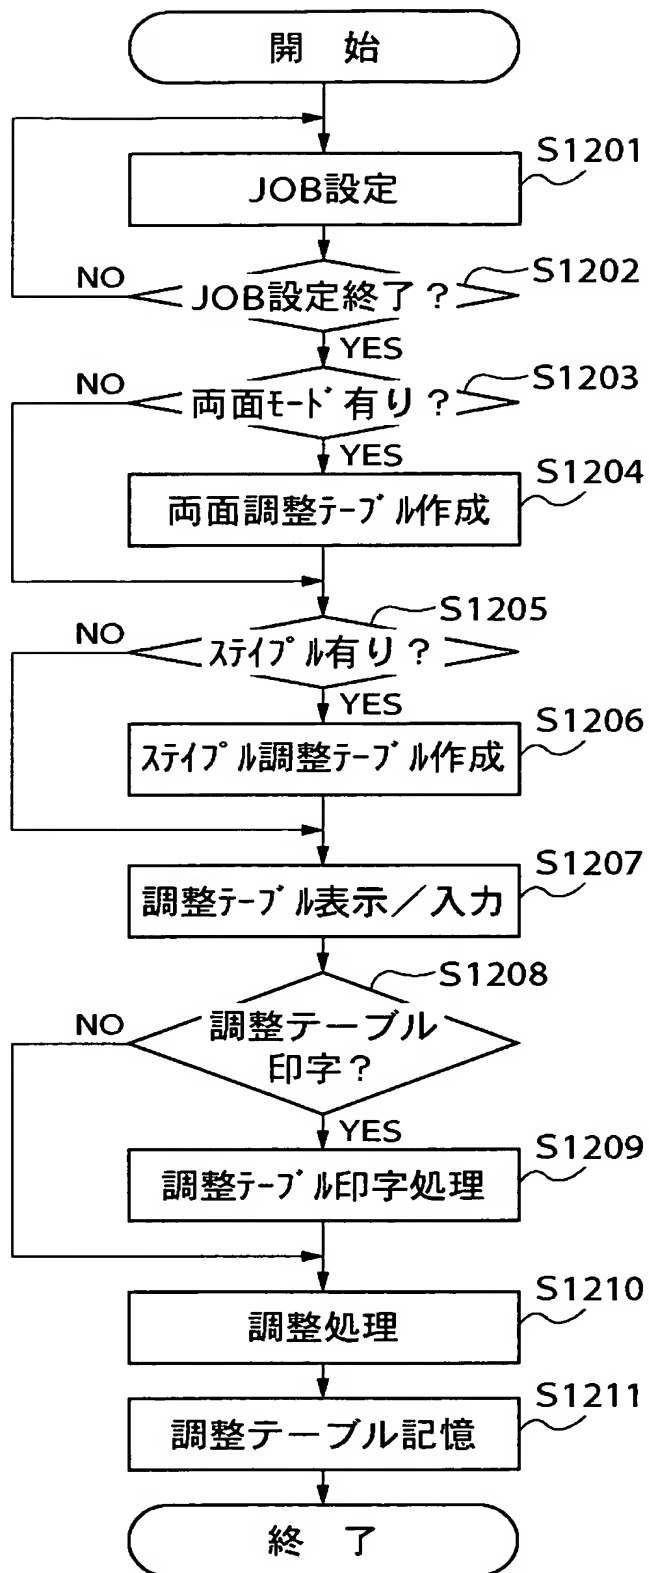 開 始
S1201
JOB設定
S1202
NO
JOB設定終了？
YES
S1203
NO
両面モード有り？
YES
S1204
両面調整テーブル作成
S1205
NO
ステイプル有り？
YES
S1206
ステイプル調整テーブル作成
S1207
調整テーブル表示／入力
S1208
NO
調整テーブル
印字？
YES
S1209
調整テーブル印字処理
S1210
調整処理
S1211
調整テーブル記憶
終 了